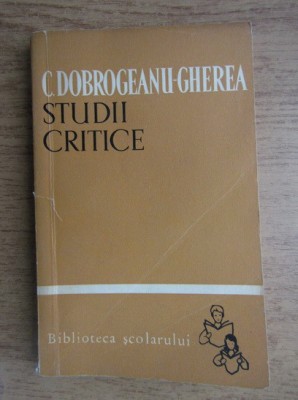 C. DOBROGEANU-GHEREA
STUDII
CRITICE
Biblioteca școlarului